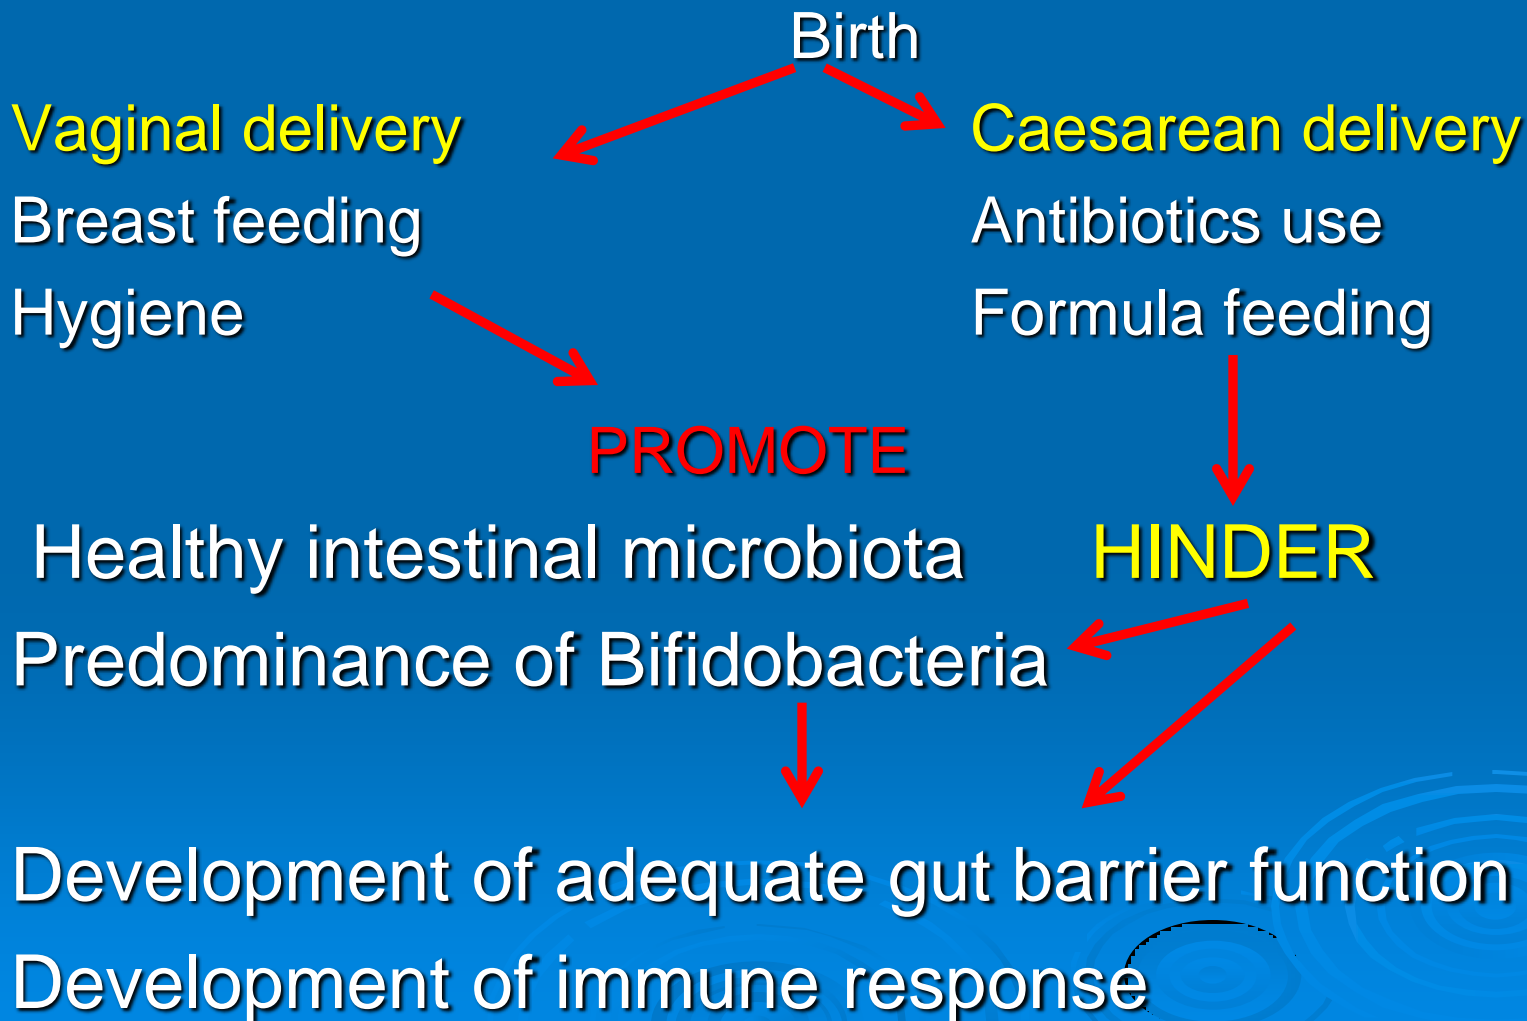 Birth
Vaginal delivery
Caesarean delivery
Breast feeding
Antibiotics use
Hygiene
Formula feeding
PROMOTE
Healthy intestinal microbiota
HINDER
Predominance of Bifidobacteria
Development of adequate gut barrier function
Development of immune response